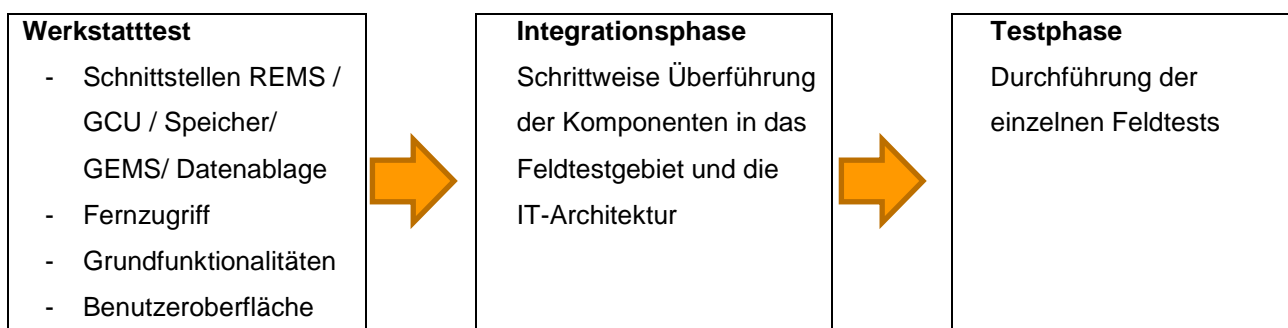 Werkstatttest
- Schnittstellen REMS /
GCU / Speicher/
GEMS/ Datenablage
- Fernzugriff
- Grundfunktionalitäten
- Benutzeroberfläche
Integrationsphase
Schrittweise Überführung
der Komponenten in das
Feldtestgebiet und die
IT-Architektur
Testphase
Durchführung der
einzelnen Feldtests